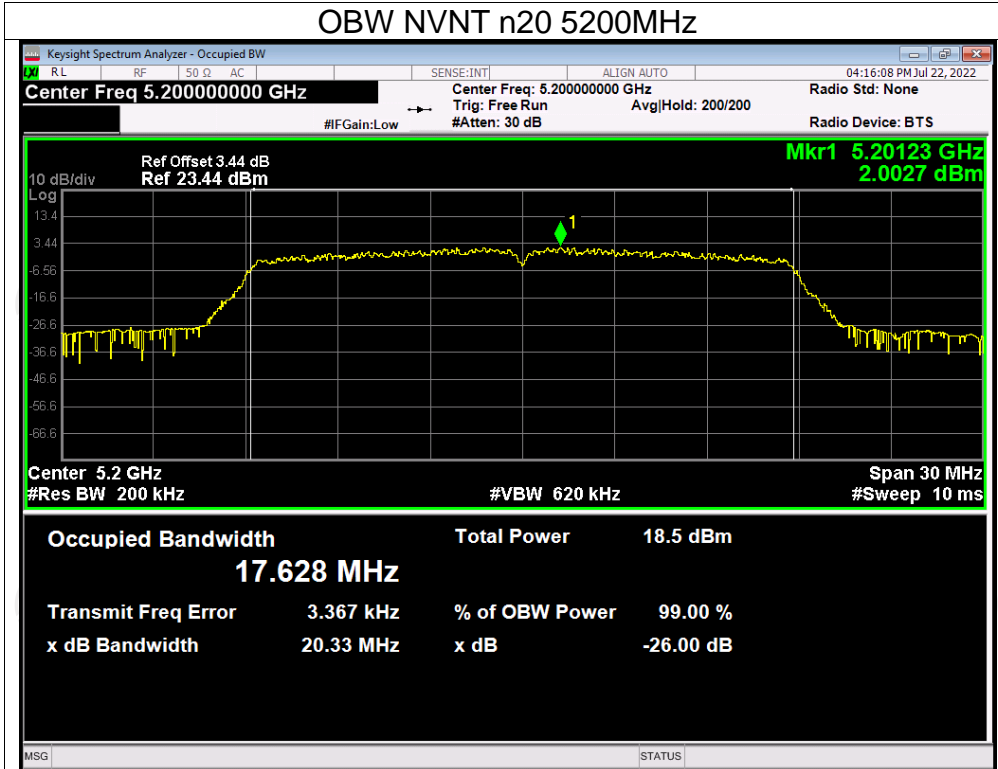 OBW NVNT n20 5200MHz
Keysight Spectrum Analyzer - Occupied BW
LXI RL RF 50 Ω AC SENSE:INT ALIGN AUTO 04:16:08 PM Jul 22, 2022
Center Freq 5.200000000 GHz Center Freq: 5.200000000 GHz Radio Std: None
Trig: Free Run Avg|Hold: 200/200
#IFGain:Low #Atten: 30 dB Radio Device: BTS
Mkr1 5.20123 GHz
2.0027 dBm
Ref Offset 3.44 dB
10 dB/div Ref 23.44 dBm
Log
13.4
1
3.44
-6.56
-16.6
-26.6
-36.6
-46.6
-56.6
-66.6
Center 5.2 GHz Span 30 MHz
#Res BW 200 kHz #VBW 620 kHz #Sweep 10 ms
Occupied Bandwidth Total Power 18.5 dBm
17.628 MHz
Transmit Freq Error 3.367 kHz % of OBW Power 99.00 %
x dB Bandwidth 20.33 MHz x dB -26.00 dB
MSG STATUS